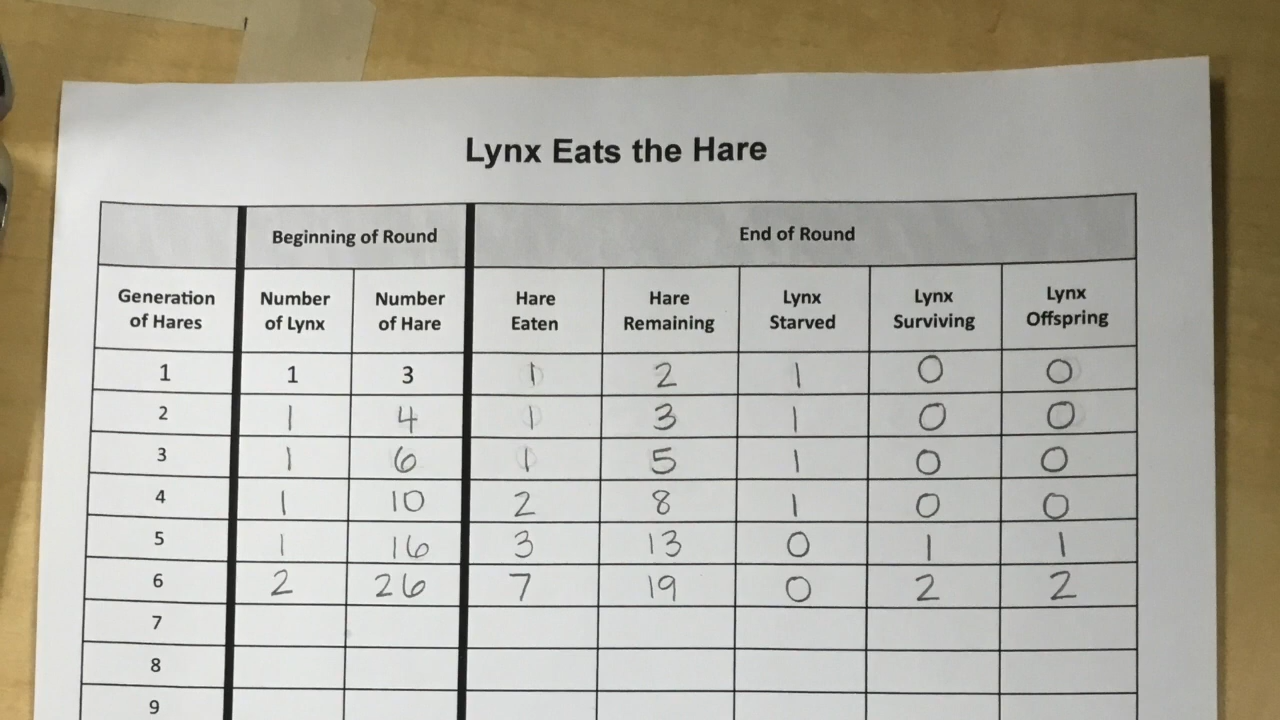 Lynx Eats the Hare
Beginning of Round End of Round
Generation of Hares Number of Lynx Number of Hare Hare Eaten Hare Remaining Lynx Starved Lynx Surviving Lynx Offspring
1 1 3 1 2 1 0 0
2 1 4 1 3 1 0 0
3 1 6 1 5 1 0 0
4 1 10 2 8 1 0 0
5 1 16 3 13 0 1 1
6 2 26 7 19 0 2 2
7
8
9